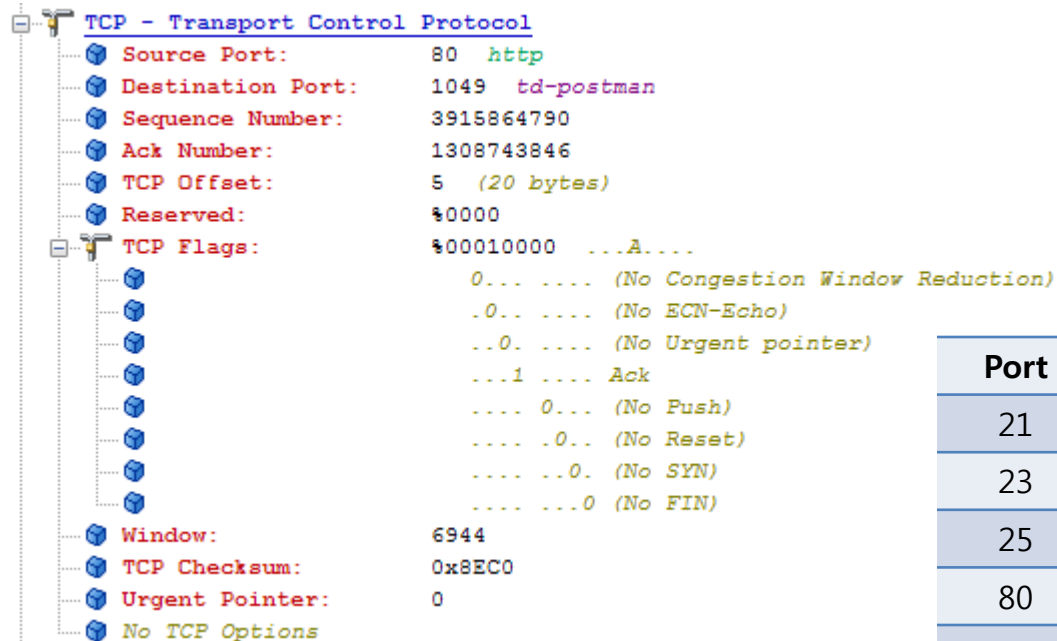 TCP - Transport Control Protocol
Source Port: 80 http
Destination Port: 1049 td-postman
Sequence Number: 3915864790
Ack Number: 1308743846
TCP Offset: 5 (20 bytes)
Reserved: %0000
TCP Flags: %00010000 ...A....
0... .... (No Congestion Window Reduction)
.0.. .... (No ECN-Echo)
..0. .... (No Urgent pointer)
...1 .... Ack
.... 0... (No Push)
.... .0.. (No Reset)
.... ..0. (No SYN)
.... ...0 (No FIN)
Window: 6944
TCP Checksum: 0x8EC0
Urgent Pointer: 0
No TCP Options
Port
21
23
25
80